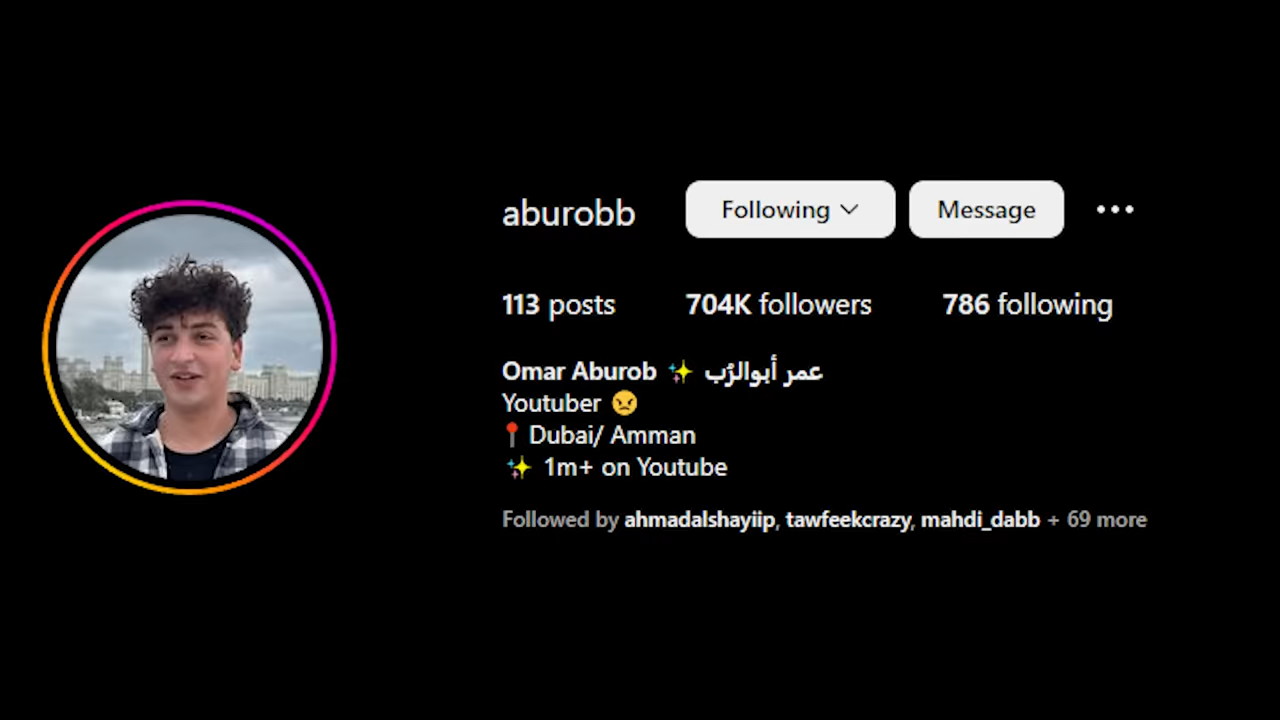 aburobb Following Message
113 posts 704K followers 786 following
Omar Aburob ✨ عمر أبوالرُب
Youtuber 😠
📍 Dubai/ Amman
✨ 1m+ on Youtube
Followed by ahmadalshayiip, tawfeekcrazy, mahdi_dabb + 69 more